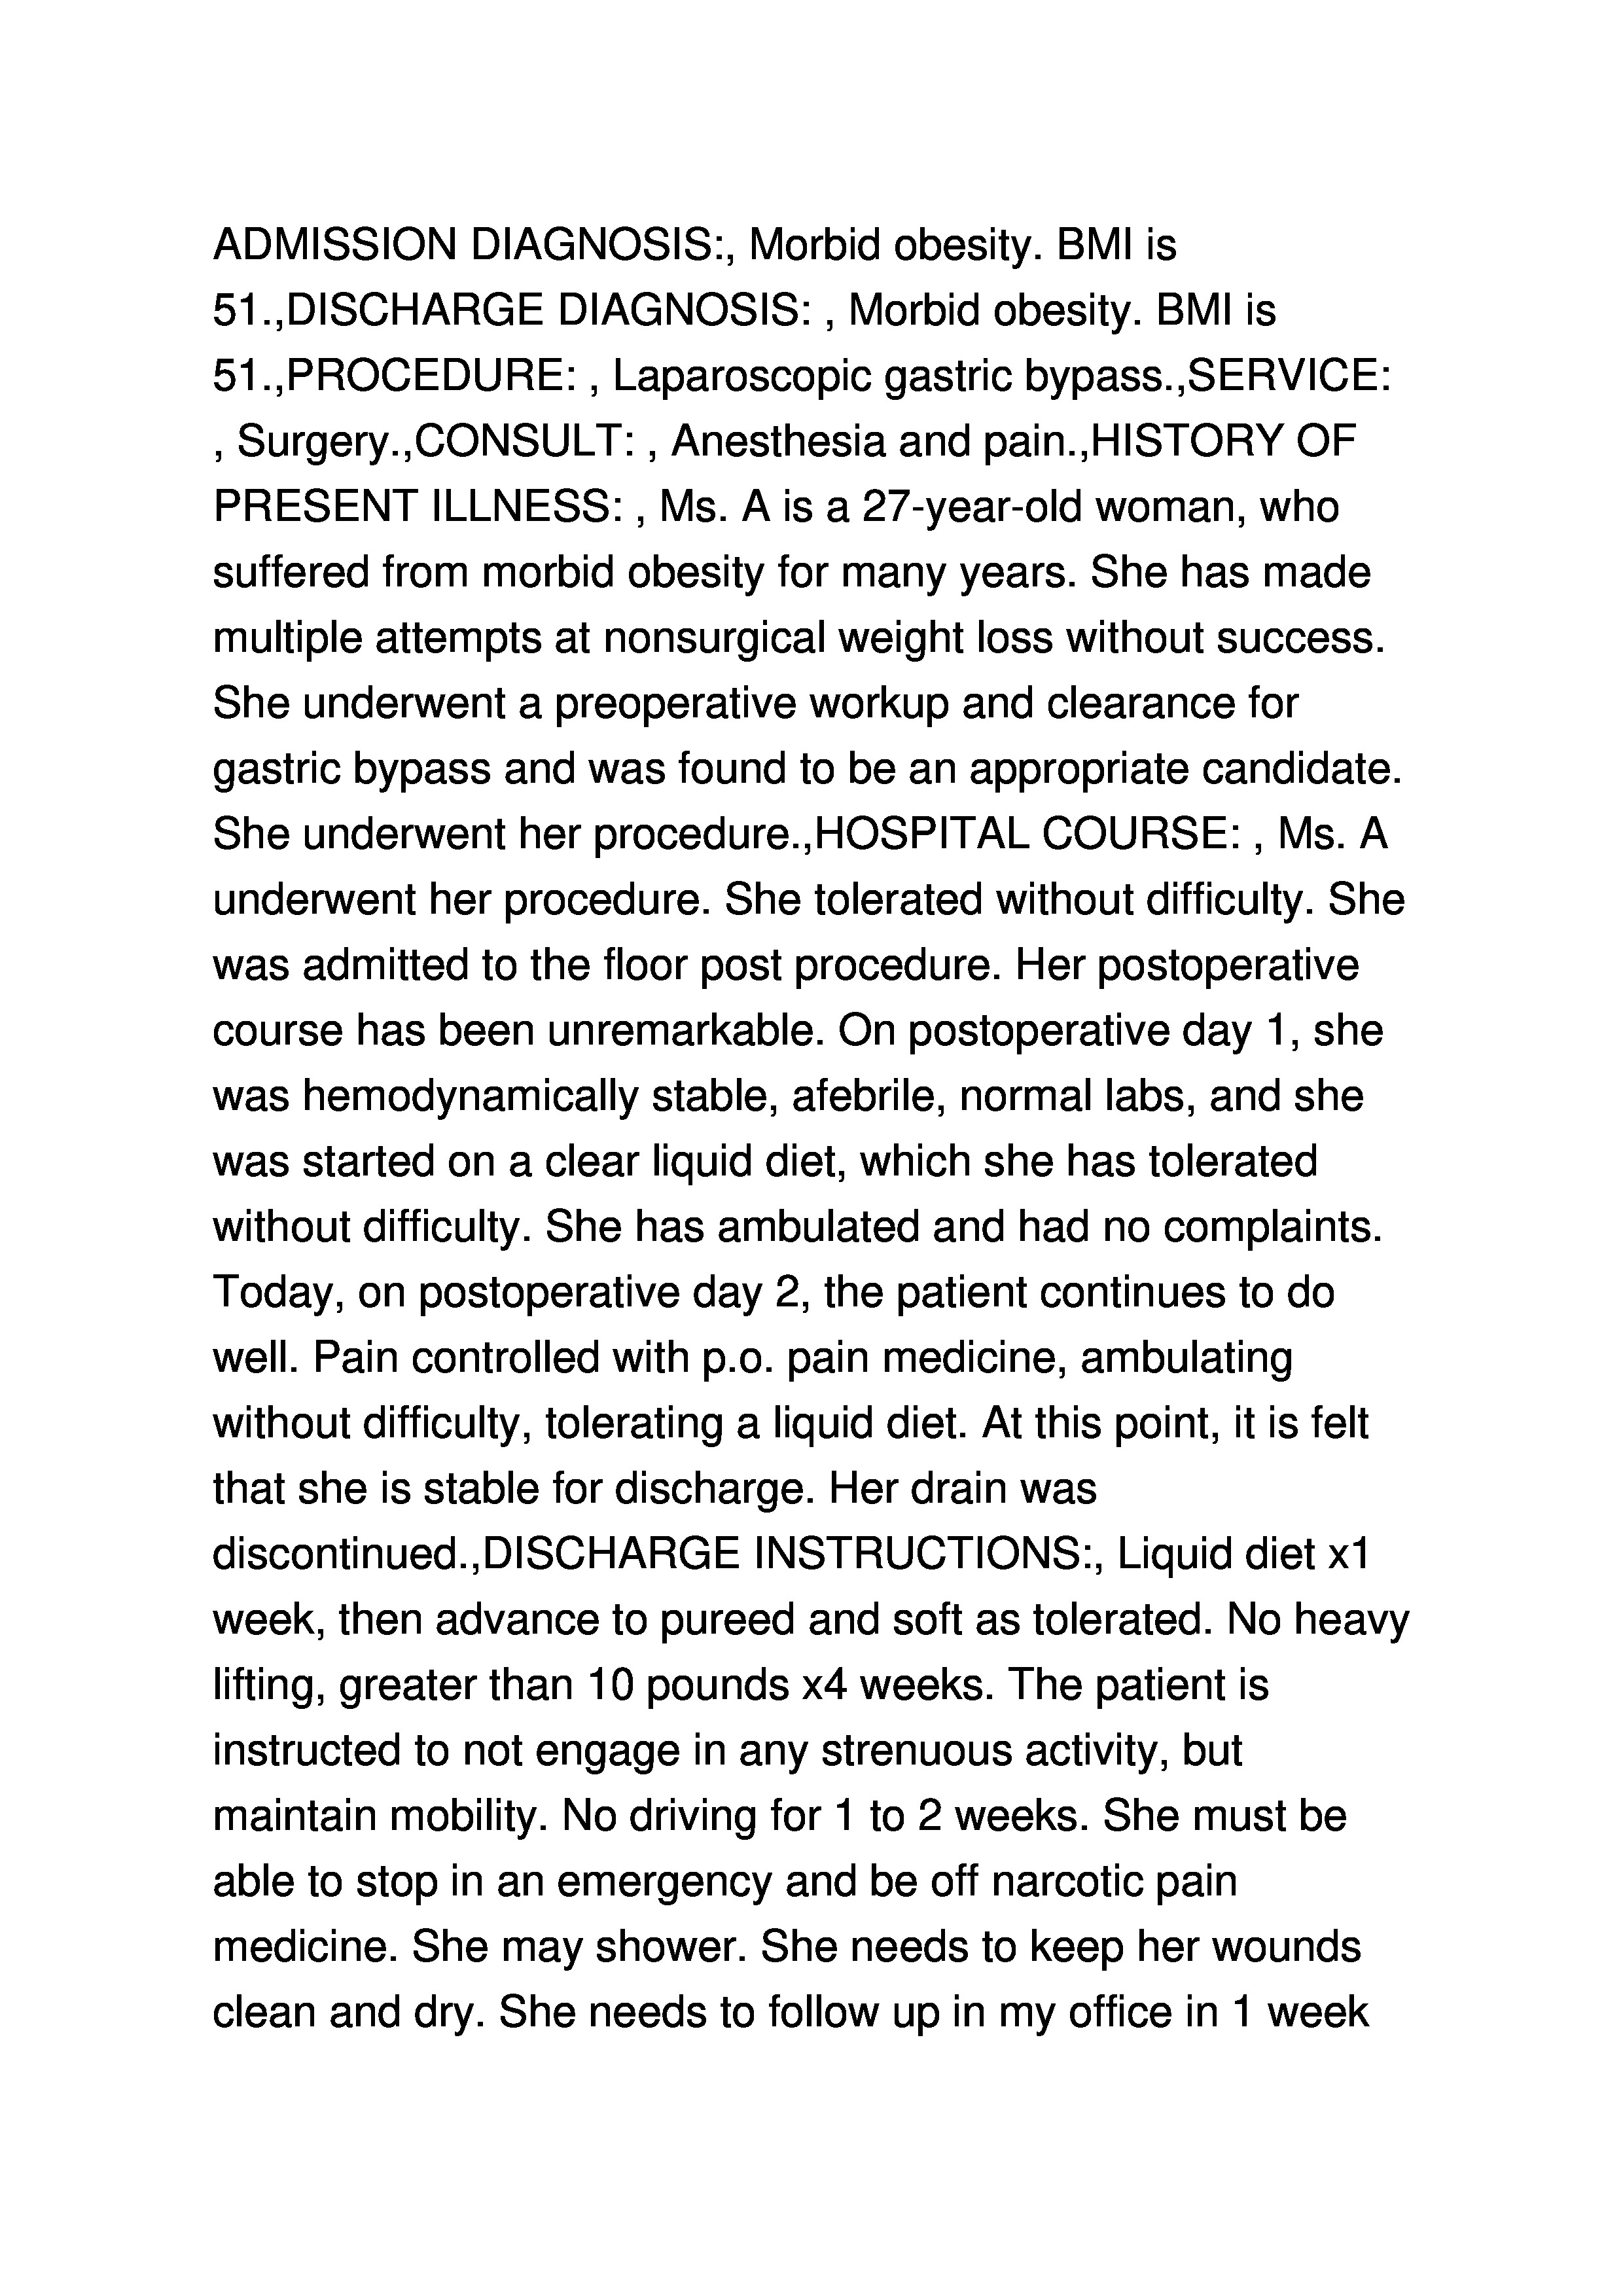 ADMISSION DIAGNOSIS:, Morbid obesity. BMI is
51.,DISCHARGE DIAGNOSIS: , Morbid obesity. BMI is
51.,PROCEDURE: , Laparoscopic gastric bypass.,SERVICE:
, Surgery.,CONSULT: , Anesthesia and pain.,HISTORY OF
PRESENT ILLNESS: , Ms. A is a 27-year-old woman, who
suffered from morbid obesity for many years. She has made
multiple attempts at nonsurgical weight loss without success.
She underwent a preoperative workup and clearance for
gastric bypass and was found to be an appropriate candidate.
She underwent her procedure.,HOSPITAL COURSE: , Ms. A
underwent her procedure. She tolerated without difficulty. She
was admitted to the floor post procedure. Her postoperative
course has been unremarkable. On postoperative day 1, she
was hemodynamically stable, afebrile, normal labs, and she
was started on a clear liquid diet, which she has tolerated
without difficulty. She has ambulated and had no complaints.
Today, on postoperative day 2, the patient continues to do
well. Pain controlled with p.o. pain medicine, ambulating
without difficulty, tolerating a liquid diet. At this point, it is felt
that she is stable for discharge. Her drain was
discontinued.,DISCHARGE INSTRUCTIONS:, Liquid diet x1
week, then advance to pureed and soft as tolerated. No heavy
lifting, greater than 10 pounds x4 weeks. The patient is
instructed to not engage in any strenuous activity, but
maintain mobility. No driving for 1 to 2 weeks. She must be
able to stop in an emergency and be off narcotic pain
medicine. She may shower. She needs to keep her wounds
clean and dry. She needs to follow up in my office in 1 week